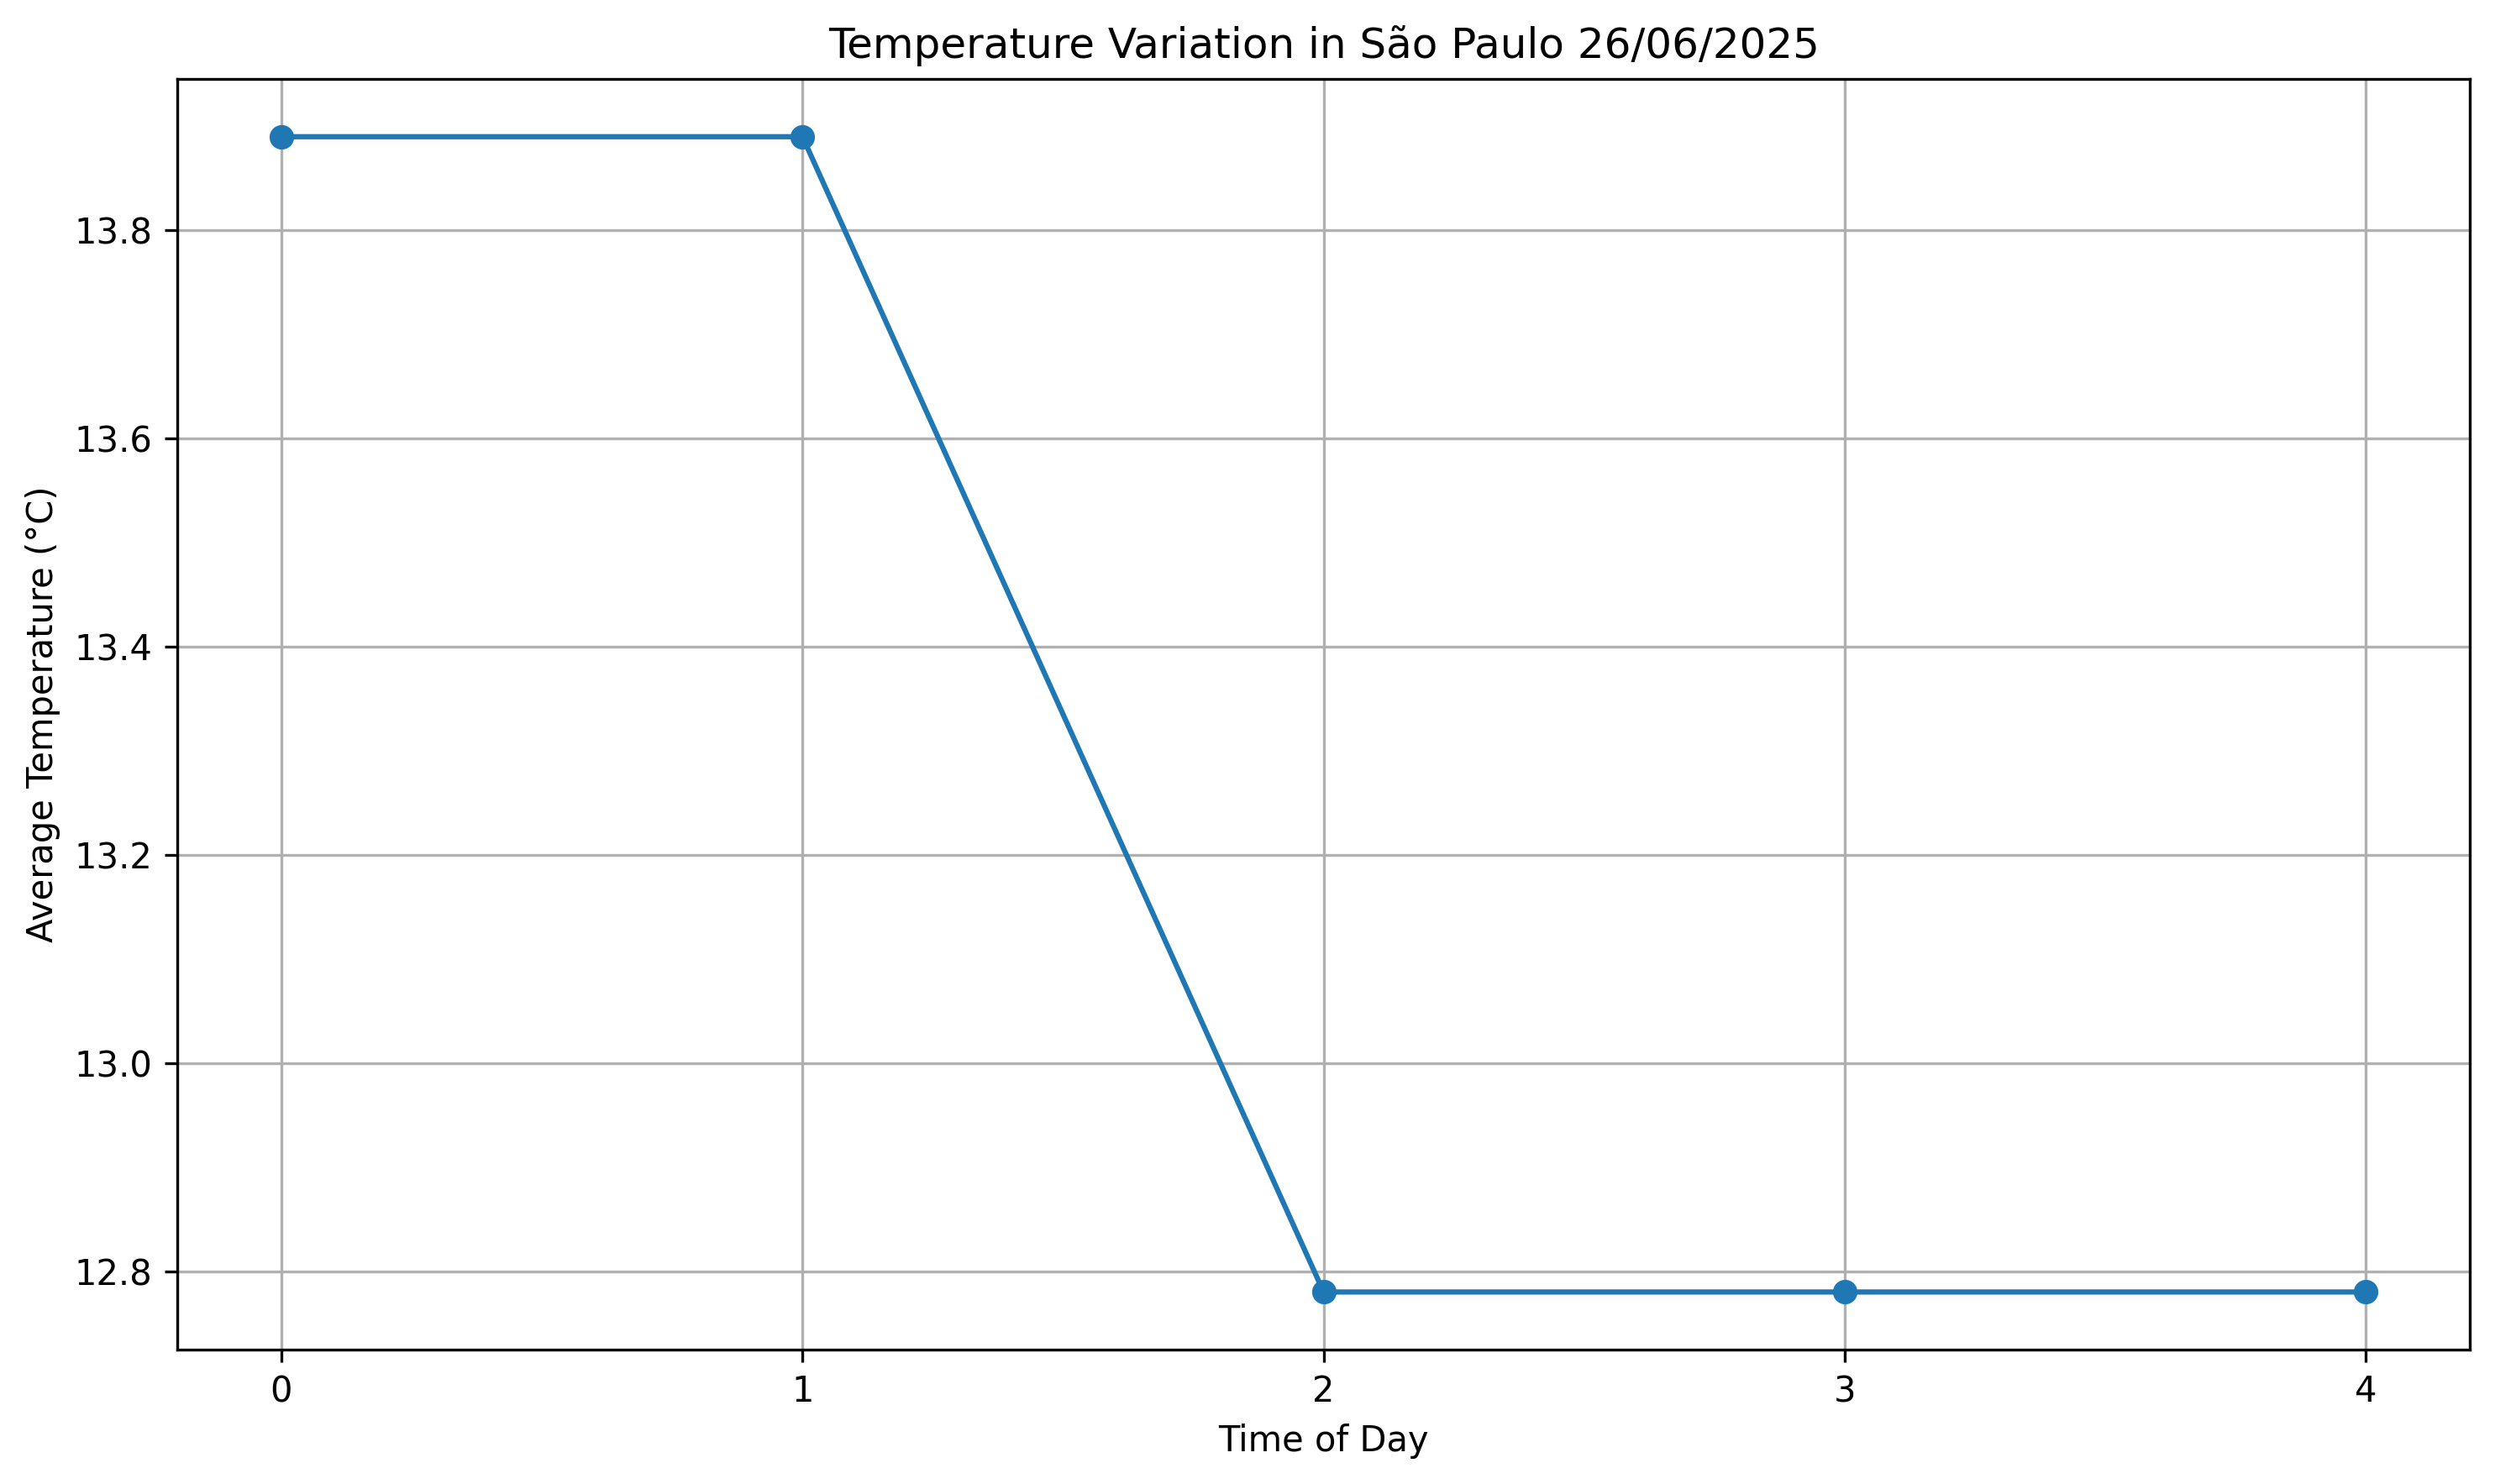 Temperature Variation in São Paulo 26/06/2025
Average Temperature (°C)
13.8
13.6
13.4
13.2
13.0
12.8
0 1 2 3 4
Time of Day